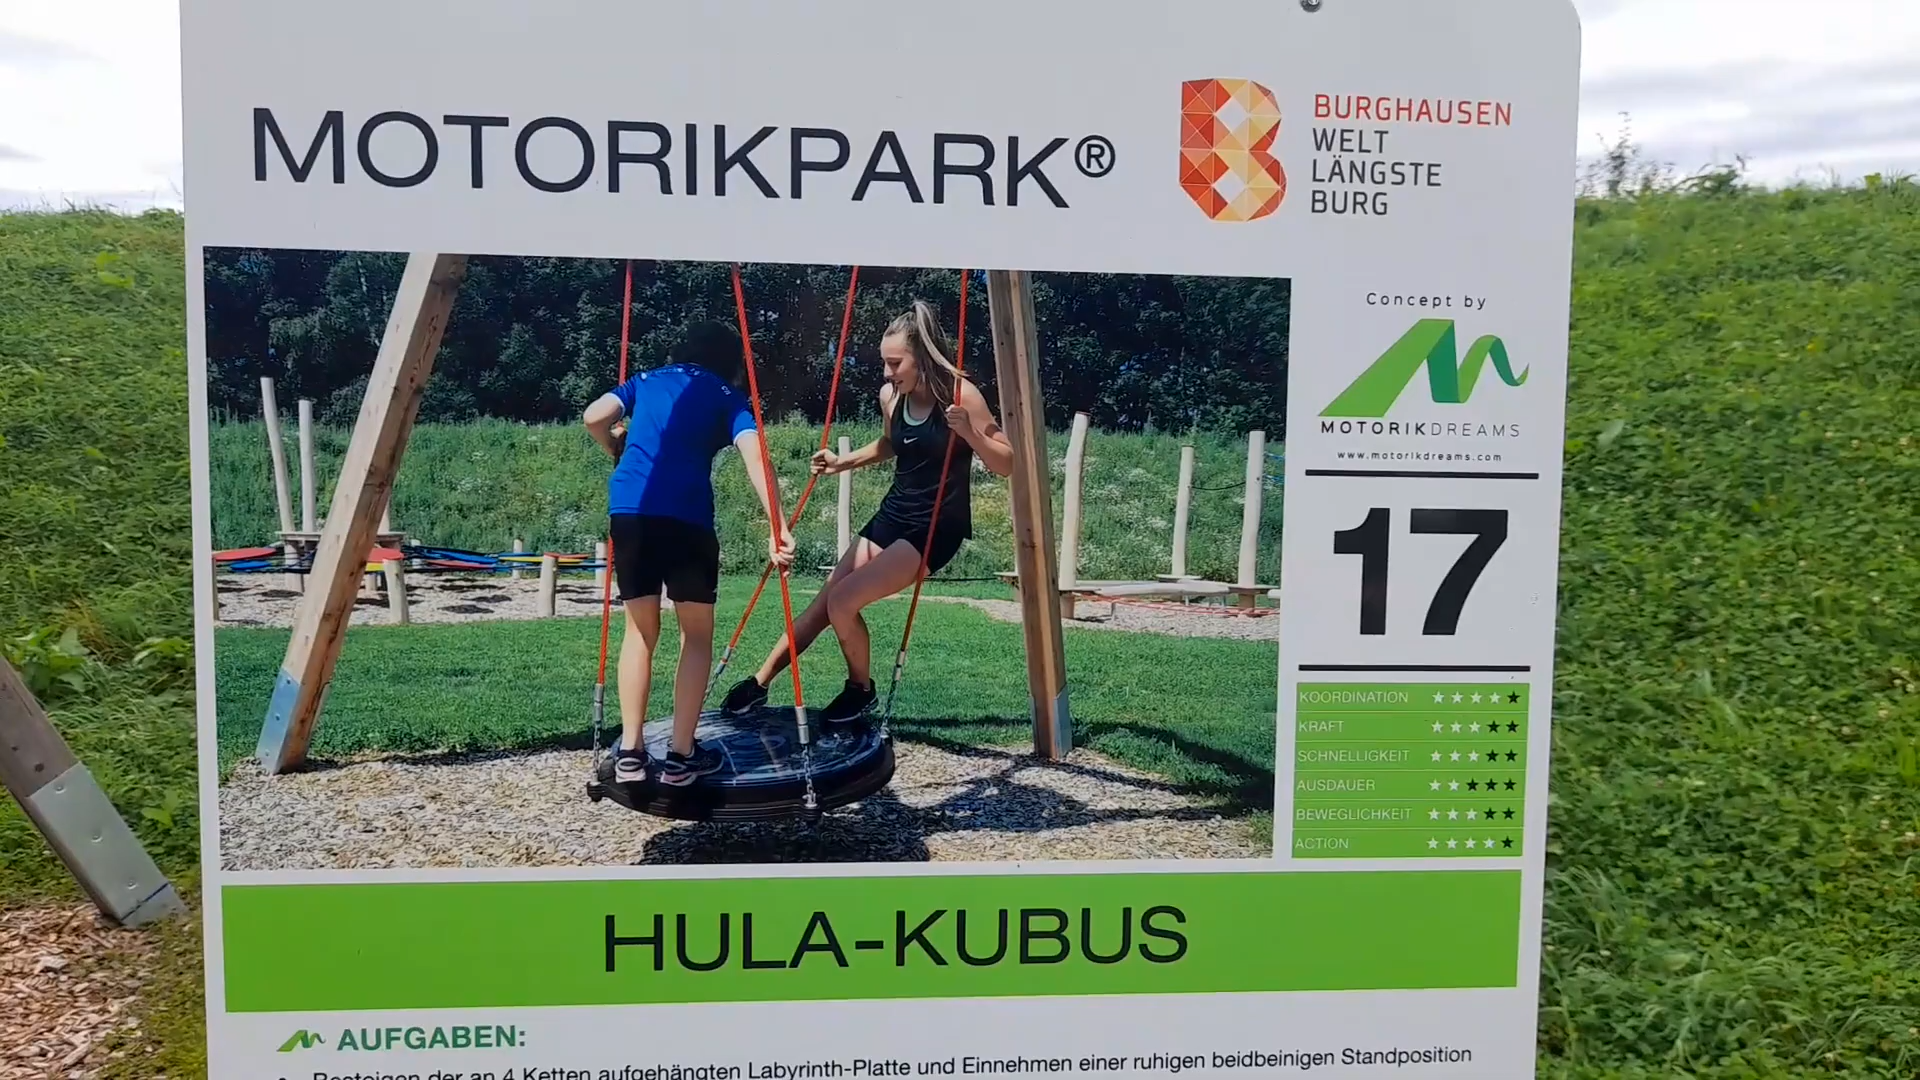 MOTORIKPARK®
BURGHAUSEN
WELT
LÄNGSTE
BURG
Concept by
MOTORIKDREAMS
www.motorikdreams.com
17
KOORDINATION ★★★★★
KRAFT ★★★★★
SCHNELLIGKEIT ★★★★★
AUSDAUER ★★★★★
BEWEGLICHKEIT ★★★★★
ACTION ★★★★★
HULA-KUBUS
AUFGABEN:
• Besteigen der an 4 Ketten aufgehängten Labyrinth-Platte und Einnehmen einer ruhigen beidbeinigen Standposition